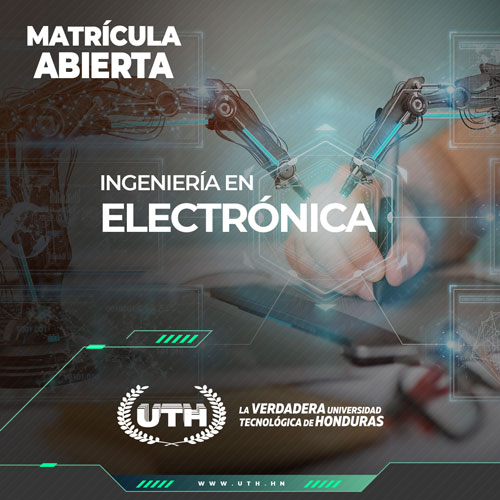 MATRÍCULA
ABIERTA
INGENIERÍA EN
ELECTRÓNICA
UTH
LA VERDADERA UNIVERSIDAD
TECNOLÓGICA DE HONDURAS
WWW.UTH.HN